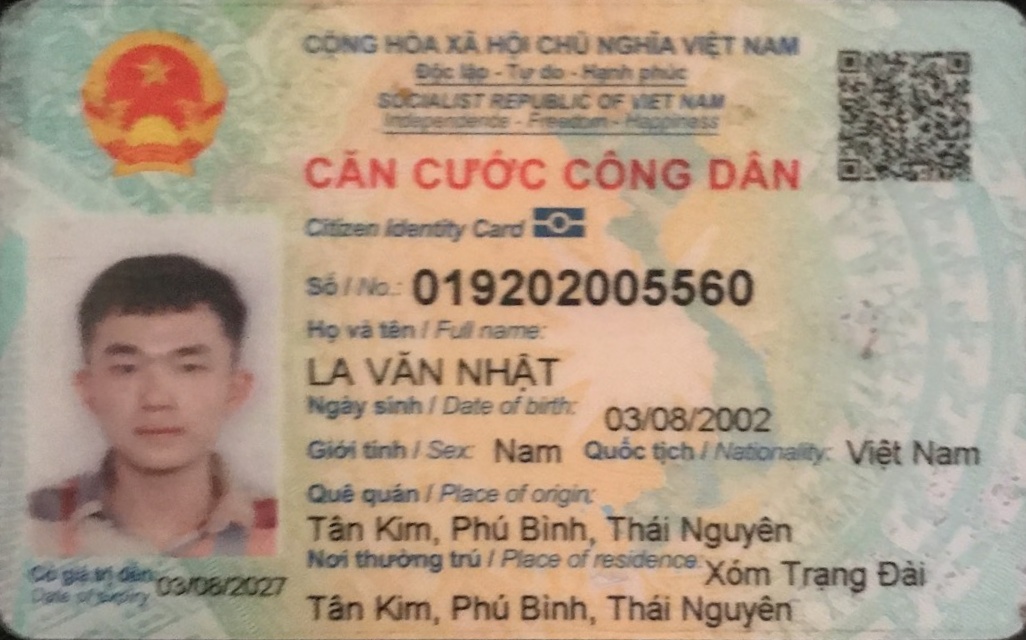 CỘNG HÒA XÃ HỘI CHỦ NGHĨA VIỆT NAM
Độc lập - Tự do - Hạnh phúc
SOCIALIST REPUBLIC OF VIET NAM
Independence - Freedom - Happiness
CĂN CƯỚC CÔNG DÂN
Citizen Identity Card
Số / No.: 019202005560
Họ và tên / Full name:
LA VĂN NHẬT
Ngày sinh / Date of birth: 03/08/2002
Giới tính / Sex: Nam Quốc tịch / Nationality: Việt Nam
Quê quán / Place of origin:
Tân Kim, Phú Bình, Thái Nguyên
Nơi thường trú / Place of residence: Xóm Trạng Đài
Tân Kim, Phú Bình, Thái Nguyên
Có giá trị đến 03/08/2027
Date of expiry